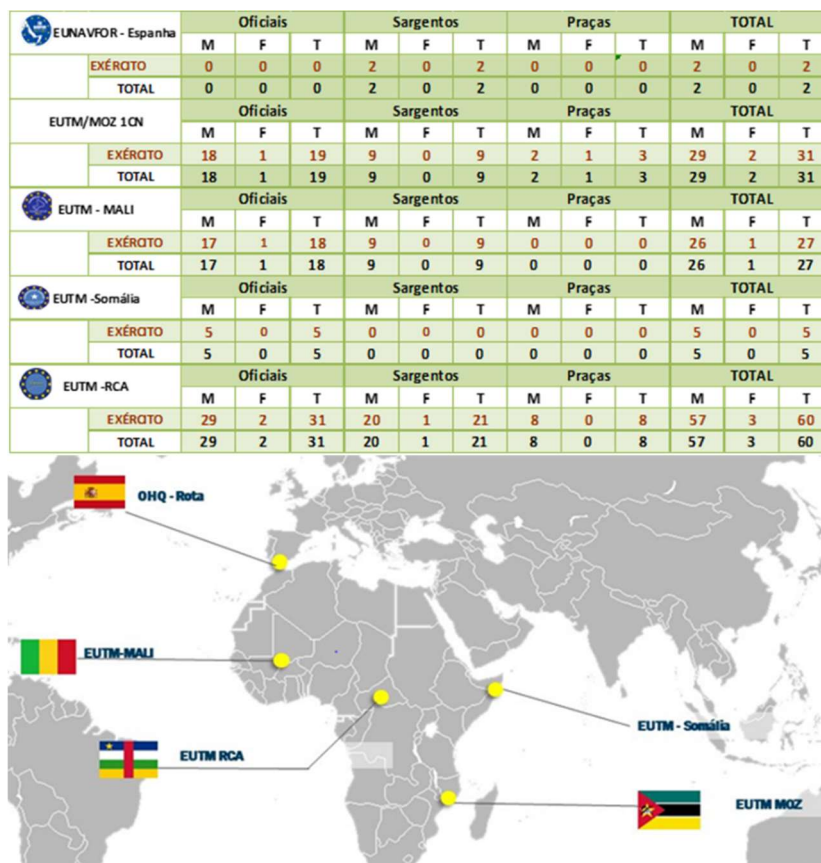 EUNAVFOR - Espanha Oficiais Sargentos Praças TOTAL
M F T M F T M F T M F T
EXÉRCITO 0 0 0 2 0 2 0 0 0 2 0 2
TOTAL 0 0 0 2 0 2 0 0 0 2 0 2
EUTM/MOZ 1CN Oficiais Sargentos Praças TOTAL
M F T M F T M F T M F T
EXÉRCITO 18 1 19 9 0 9 2 1 3 29 2 31
TOTAL 18 1 19 9 0 9 2 1 3 29 2 31
EUTM - MALI Oficiais Sargentos Praças TOTAL
M F T M F T M F T M F T
EXÉRCITO 17 1 18 9 0 9 0 0 0 26 1 27
TOTAL 17 1 18 9 0 9 0 0 0 26 1 27
EUTM -Somália Oficiais Sargentos Praças TOTAL
M F T M F T M F T M F T
EXÉRCITO 5 0 5 0 0 0 0 0 0 5 0 5
TOTAL 5 0 5 0 0 0 0 0 0 5 0 5
EUTM -RCA Oficiais Sargentos Praças TOTAL
M F T M F T M F T M F T
EXÉRCITO 29 2 31 20 1 21 8 0 8 57 3 60
TOTAL 29 2 31 20 1 21 8 0 8 57 3 60
OHQ - Rota
EUTM-MALI
EUTM - Somália
EUTM RCA
EUTM MOZ